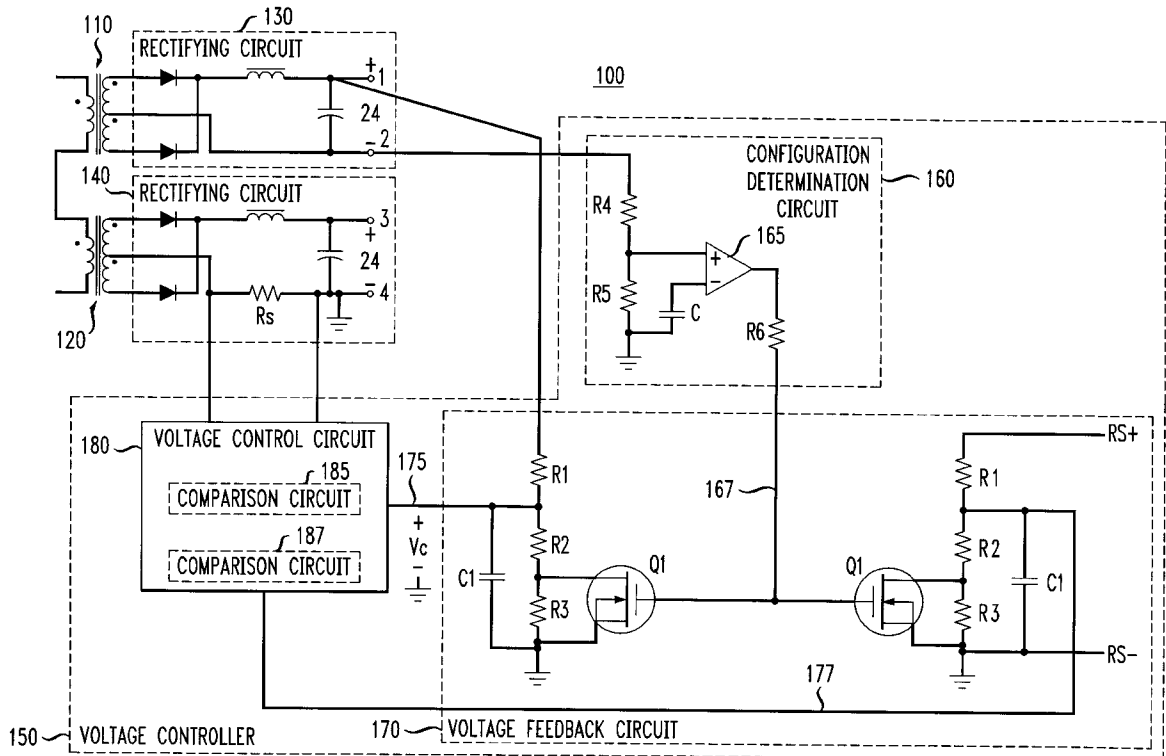 130
110
RECTIFYING CIRCUIT
+
1
24
2
-
100
140
RECTIFYING CIRCUIT
3
+
24
-
4
Rs
120
CONFIGURATION
DETERMINATION
CIRCUIT
160
R4
165
+
-
R5
C
R6
180
VOLTAGE CONTROL CIRCUIT
185
COMPARISON CIRCUIT
187
COMPARISON CIRCUIT
175
+
Vc
-
C1
R1
R2
R3
Q1
167
Q1
RS+
R1
R2
C1
R3
RS-
177
150
VOLTAGE CONTROLLER
170
VOLTAGE FEEDBACK CIRCUIT